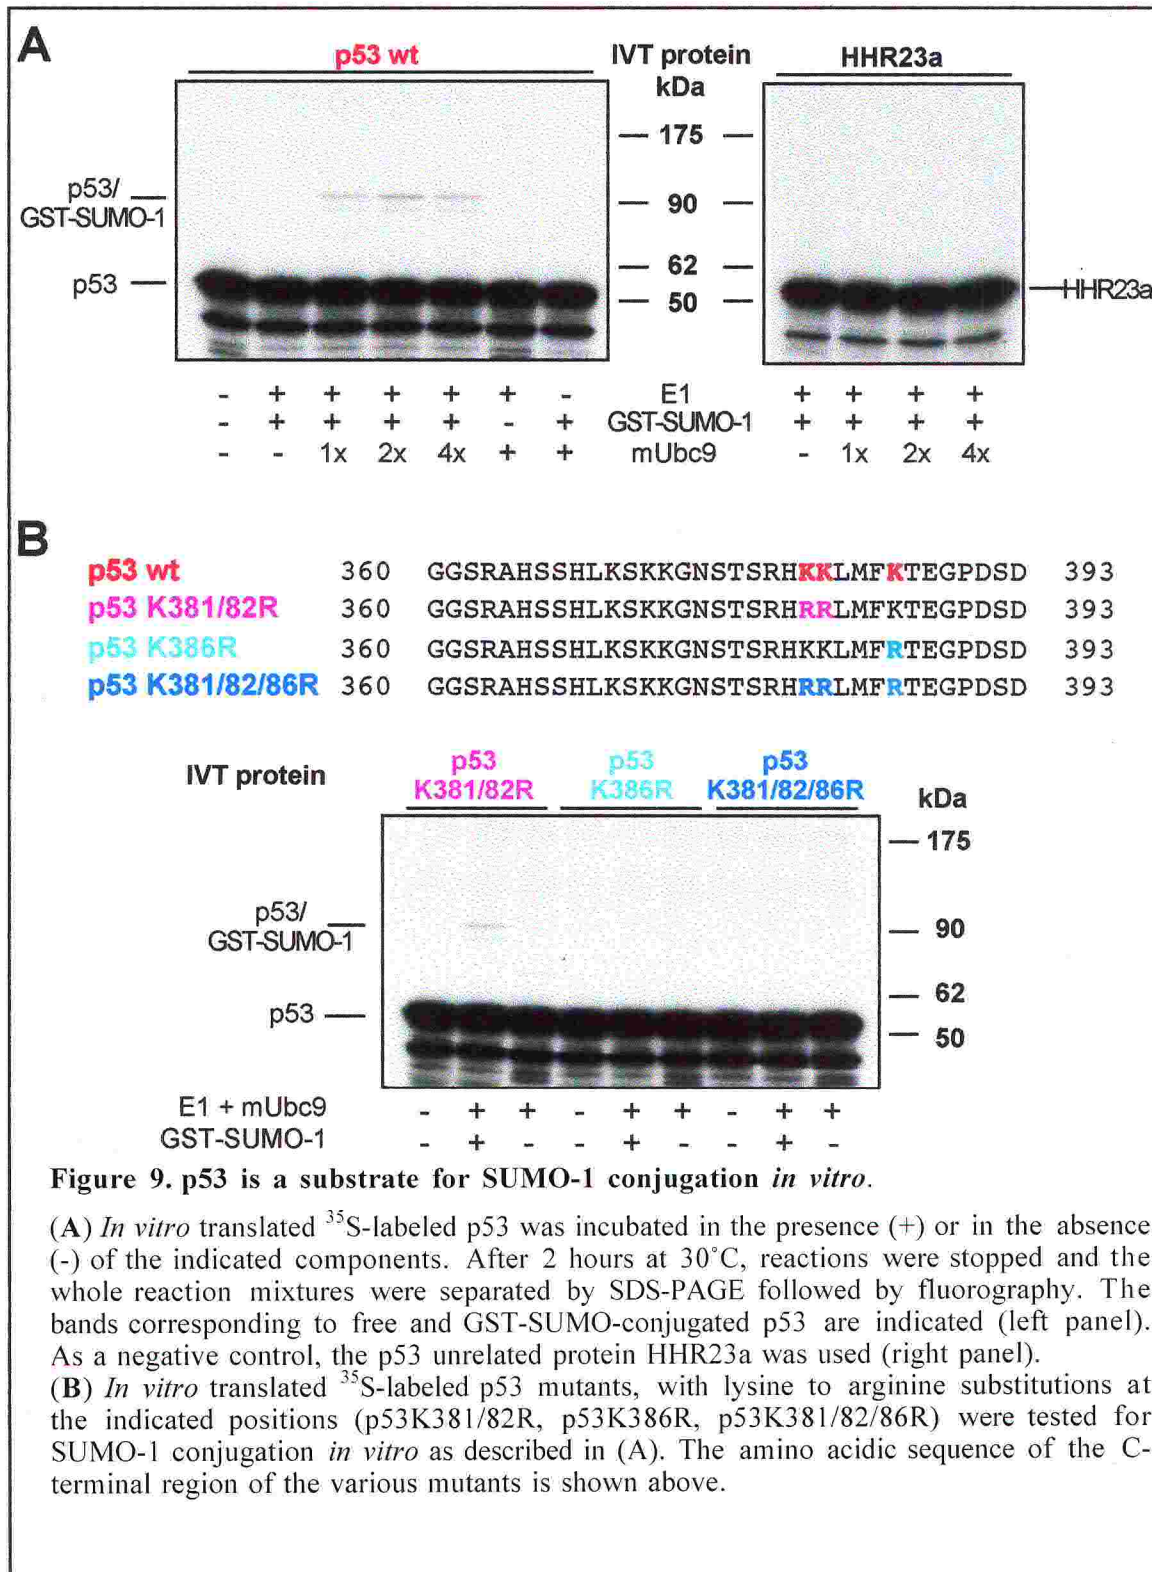 A
p53 wt IVT protein HHR23a
kDa
175
p53/
GST-SUMO-1
90
62
p53
50
HHR23a
- + + + + + - E1 + + + +
- + + + + - + GST-SUMO-1 + + + +
- - 1x 2x 4x + + mUbc9 - 1x 2x 4x
B
p53 wt 360 GGSRAHSSHLKSKKGNSTSRHKKLMFKTEGPDSD 393
p53 K381/82R 360 GGSRAHSSHLKSKKGNSTSRHRRLMFKTEGPDSD 393
p53 K386R 360 GGSRAHSSHLKSKKGNSTSRHKKLMFRTEGPDSD 393
p53 K381/82/86R 360 GGSRAHSSHLKSKKGNSTSRHRRLMFRTEGPDSD 393
IVT protein p53 p53 p53
K381/82R K386R K381/82/86R
kDa
175
p53/
GST-SUMO-1
90
62
p53
50
E1 + mUbc9 - + + - + + - + +
GST-SUMO-1 - + - - + - - + -
Figure 9. p53 is a substrate for SUMO-1 conjugation in vitro.
(A) In vitro translated ³⁵S-labeled p53 was incubated in the presence (+) or in the absence
(-) of the indicated components. After 2 hours at 30°C, reactions were stopped and the
whole reaction mixtures were separated by SDS-PAGE followed by fluorography. The
bands corresponding to free and GST-SUMO-conjugated p53 are indicated (left panel).
As a negative control, the p53 unrelated protein HHR23a was used (right panel).
(B) In vitro translated ³⁵S-labeled p53 mutants, with lysine to arginine substitutions at
the indicated positions (p53K381/82R, p53K386R, p53K381/82/86R) were tested for
SUMO-1 conjugation in vitro as described in (A). The amino acidic sequence of the C-
terminal region of the various mutants is shown above.